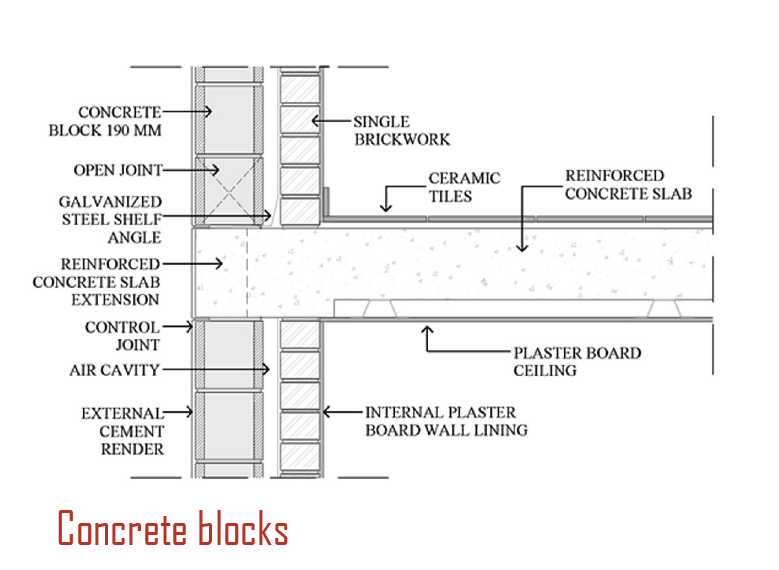 CONCRETE
BLOCK 190 MM
OPEN JOINT
GALVANIZED
STEEL SHELF
ANGLE
REINFORCED
CONCRETE SLAB
EXTENSION
CONTROL
JOINT
AIR CAVITY
EXTERNAL
CEMENT
RENDER
SINGLE
BRICKWORK
CERAMIC
TILES
REINFORCED
CONCRETE SLAB
PLASTER BOARD
CEILING
INTERNAL PLASTER
BOARD WALL LINING
Concrete blocks